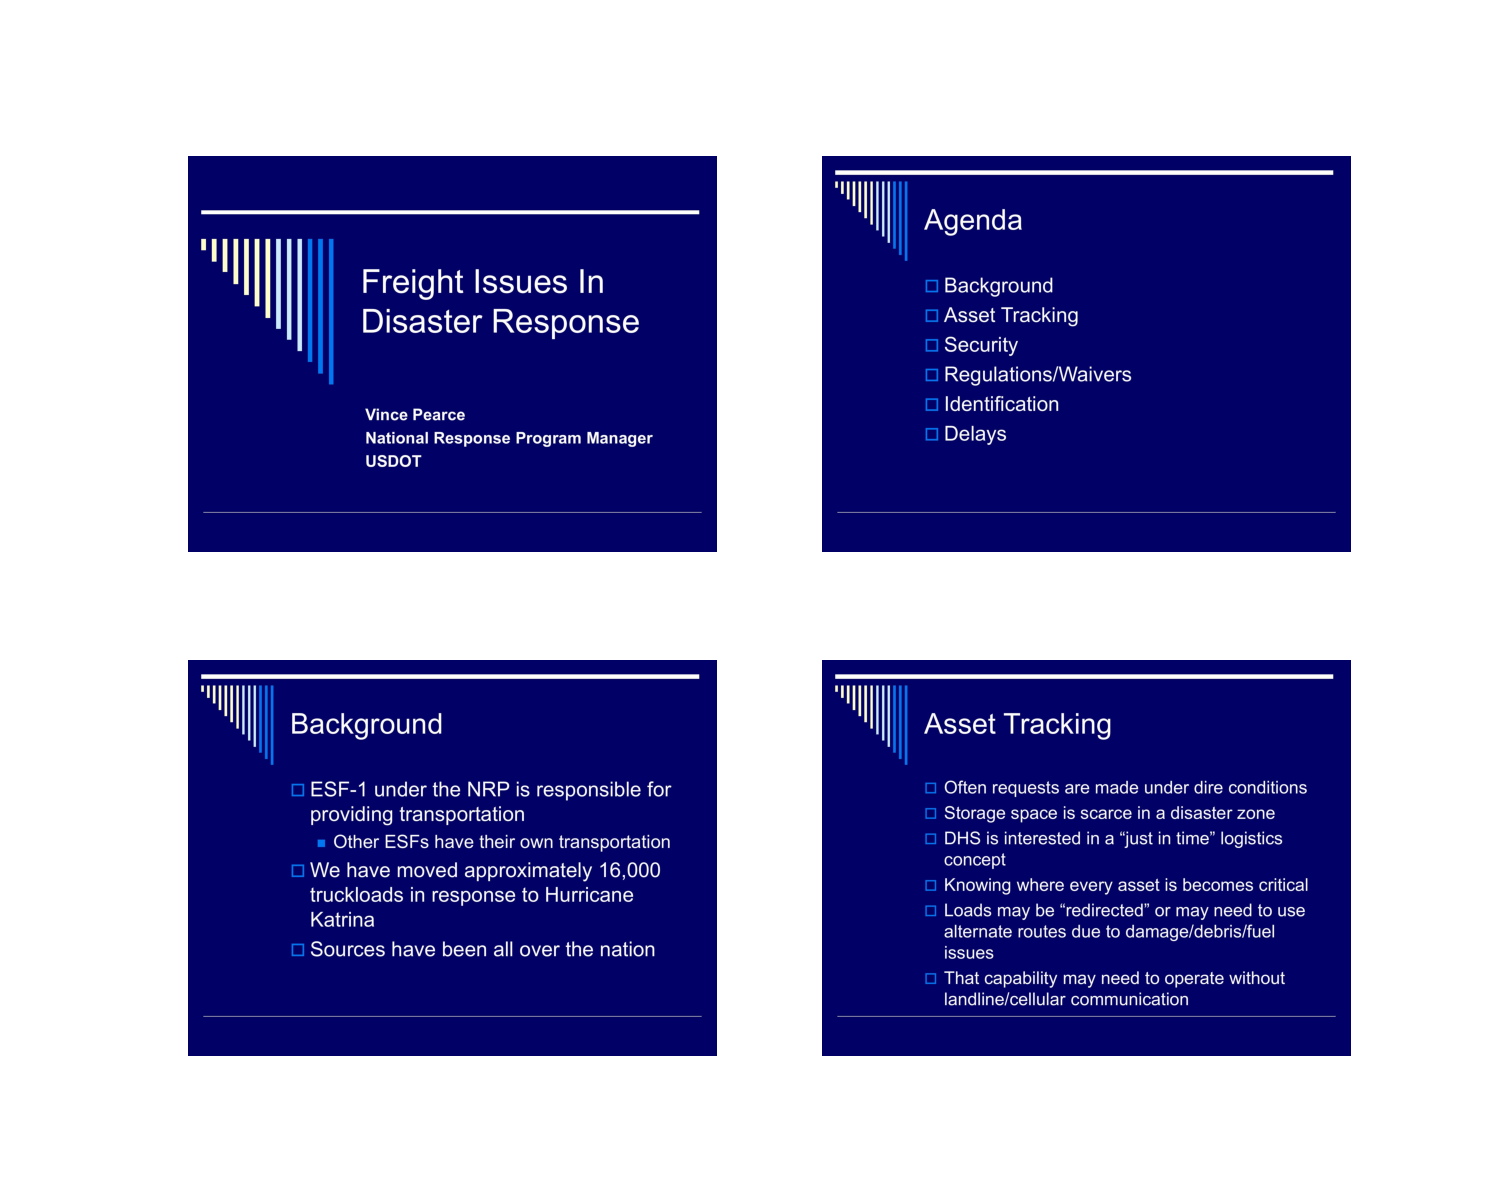 Freight Issues In
Disaster Response
Vince Pearce
National Response Program Manager
USDOT
Agenda
Background
Asset Tracking
Security
Regulations/Waivers
Identification
Delays
Background
ESF-1 under the NRP is responsible for
providing transportation
Other ESFs have their own transportation
We have moved approximately 16,000
truckloads in response to Hurricane
Katrina
Sources have been all over the nation
Asset Tracking
Often requests are made under dire conditions
Storage space is scarce in a disaster zone
DHS is interested in a “just in time” logistics
concept
Knowing where every asset is becomes critical
Loads may be “redirected” or may need to use
alternate routes due to damage/debris/fuel
issues
That capability may need to operate without
landline/cellular communication